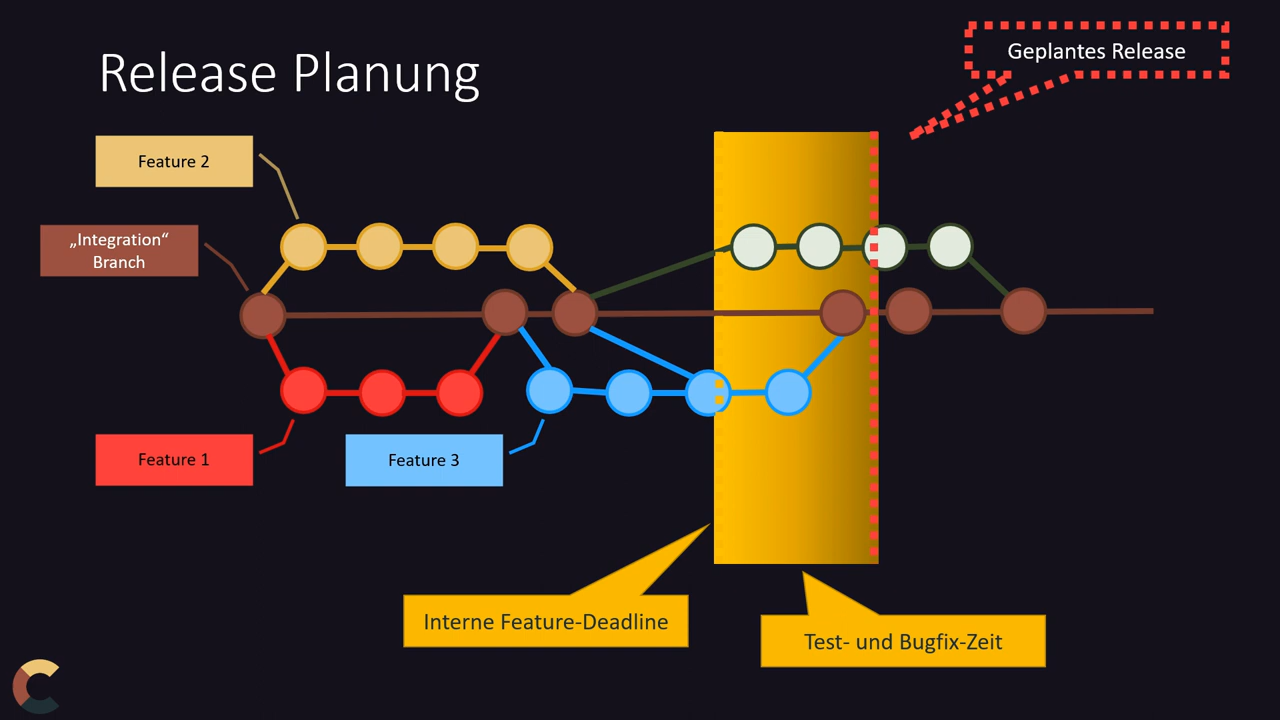 Geplantes Release
Release Planung
Feature 2
„Integration“
Branch
Feature 1
Feature 3
Interne Feature-Deadline
Test- und Bugfix-Zeit